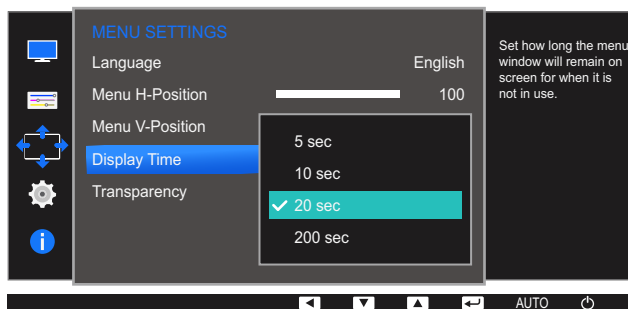 MENU SETTINGS
Language English
Menu H-Position 100
Menu V-Position
Display Time
Transparency
5 sec
10 sec
20 sec
200 sec
Set how long the menu
window will remain on
screen for when it is
not in use.
i
AUTO